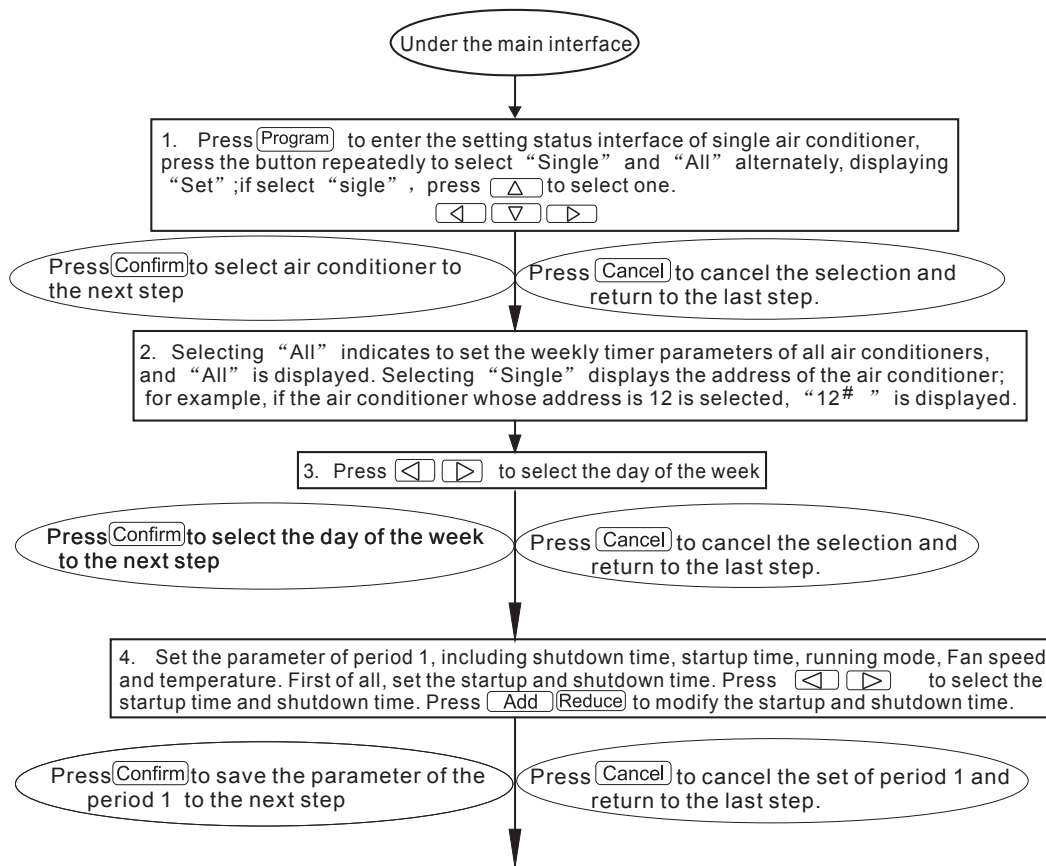 Under the main interface
1. Press Program to enter the setting status interface of single air conditioner,
press the button repeatedly to select “Single” and “All” alternately, displaying
“Set” ;if select “sigle” , press △ to select one.
◁ ▽ ▷
Press Confirm to select air conditioner to
the next step
Press Cancel to cancel the selection and
return to the last step.
2. Selecting “All” indicates to set the weekly timer parameters of all air conditioners,
and “All” is displayed. Selecting “Single” displays the address of the air conditioner;
for example, if the air conditioner whose address is 12 is selected, “12# ” is displayed.
3. Press ◁ ▷ to select the day of the week
Press Confirm to select the day of the week
to the next step
Press Cancel to cancel the selection and
return to the last step.
4. Set the parameter of period 1, including shutdown time, startup time, running mode, Fan speed
and temperature. First of all, set the startup and shutdown time. Press ◁ ▷ to select the
startup time and shutdown time. Press Add Reduce to modify the startup and shutdown time.
Press Confirm to save the parameter of the
period 1 to the next step
Press Cancel to cancel the set of period 1 and
return to the last step.